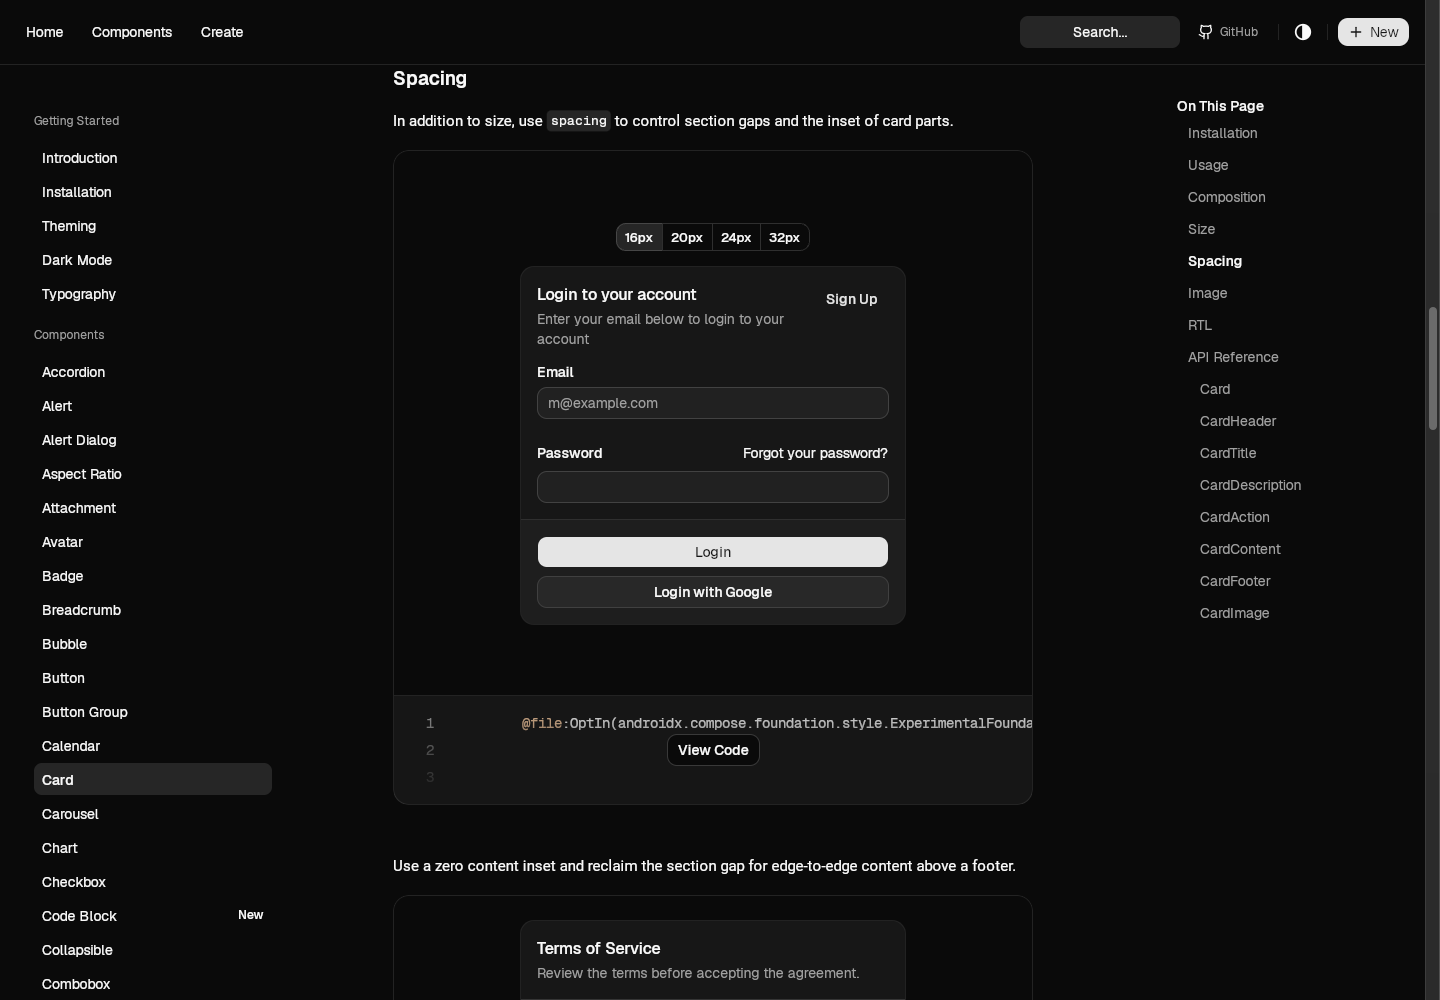 Home
Components
Create
Search...
GitHub
New
Getting Started
Introduction
Installation
Theming
Dark Mode
Typography
Components
Accordion
Alert
Alert Dialog
Aspect Ratio
Attachment
Avatar
Badge
Breadcrumb
Bubble
Button
Button Group
Calendar
Card
Carousel
Chart
Checkbox
Code Block New
Collapsible
Combobox
Spacing
In addition to size, use spacing to control section gaps and the inset of card parts.
16px 20px 24px 32px
Login to your account
Sign Up
Enter your email below to login to your
account
Email
m@example.com
Password
Forgot your password?
Login
Login with Google
1 @file:OptIn(androidx.compose.foundation.style.ExperimentalFounda
2
View Code
3
Use a zero content inset and reclaim the section gap for edge-to-edge content above a footer.
Terms of Service
Review the terms before accepting the agreement.
On This Page
Installation
Usage
Composition
Size
Spacing
Image
RTL
API Reference
Card
CardHeader
CardTitle
CardDescription
CardAction
CardContent
CardFooter
CardImage